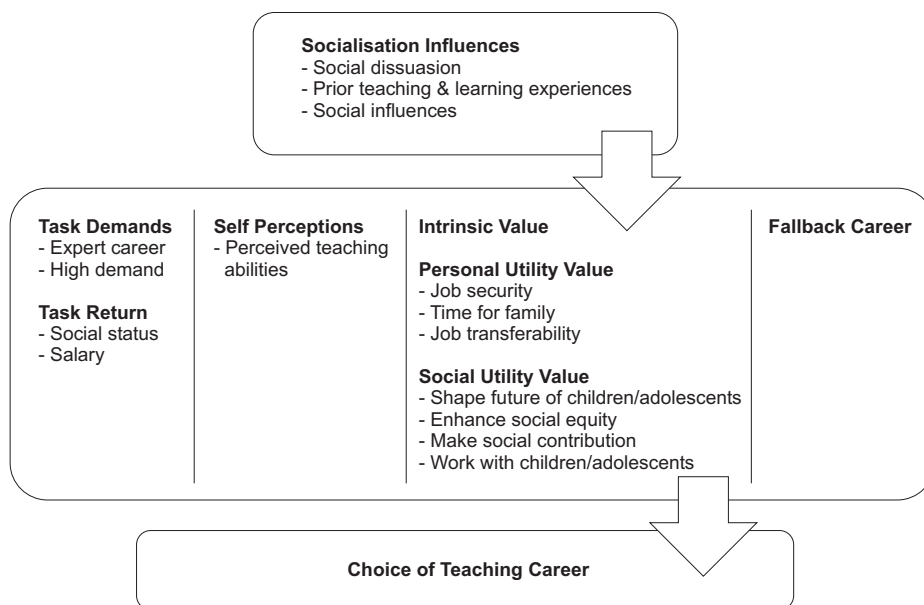 Socialisation Influences
- Social dissuasion
- Prior teaching & learning experiences
- Social influences
Task Demands
- Expert career
- High demand
Task Return
- Social status
- Salary
Self Perceptions
- Perceived teaching
abilities
Intrinsic Value
Personal Utility Value
- Job security
- Time for family
- Job transferability
Social Utility Value
- Shape future of children/adolescents
- Enhance social equity
- Make social contribution
- Work with children/adolescents
Fallback Career
Choice of Teaching Career